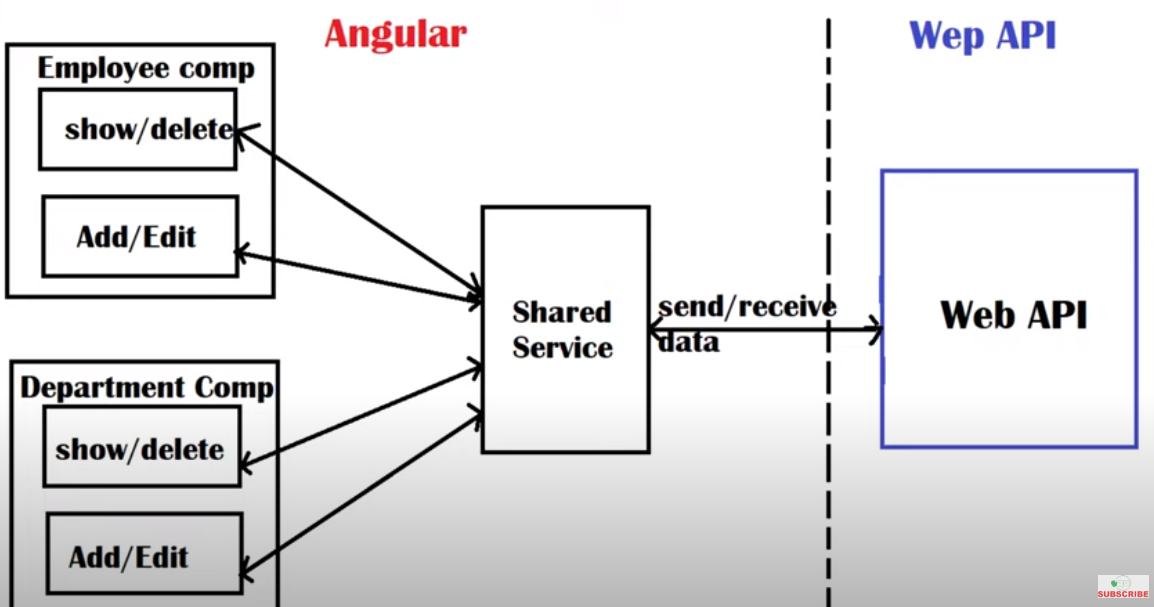 Angular
Wep API
Employee comp
show/delete
Add/Edit
Department Comp
show/delete
Add/Edit
Shared
Service
send/receive
data
Web API
SUBSCRIBE